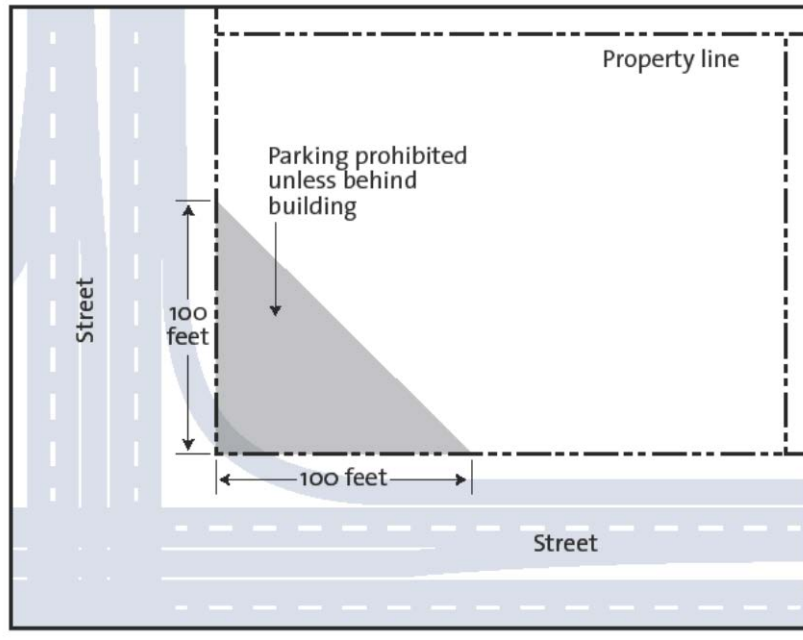 Property line
Parking prohibited
unless behind
building
Street
100
feet
100 feet
Street